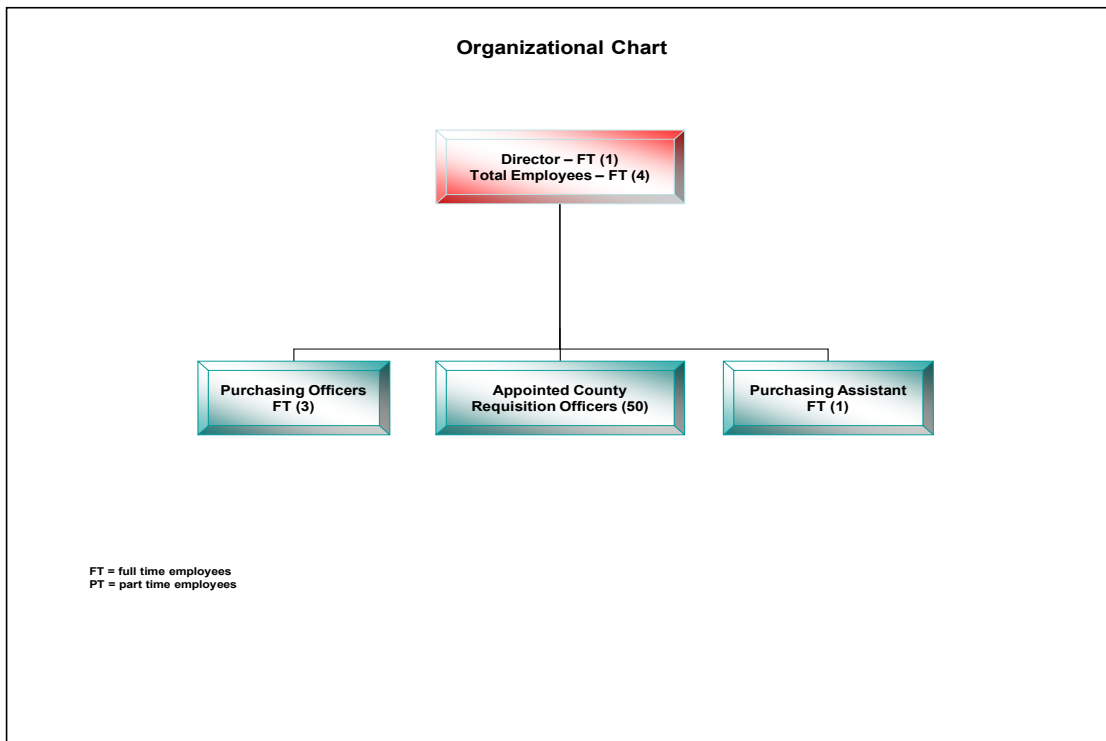 Organizational Chart
Director – FT (1)
Total Employees – FT (4)
Purchasing Officers
FT (3)
Appointed County
Requisition Officers (50)
Purchasing Assistant
FT (1)
FT = full time employees
PT = part time employees